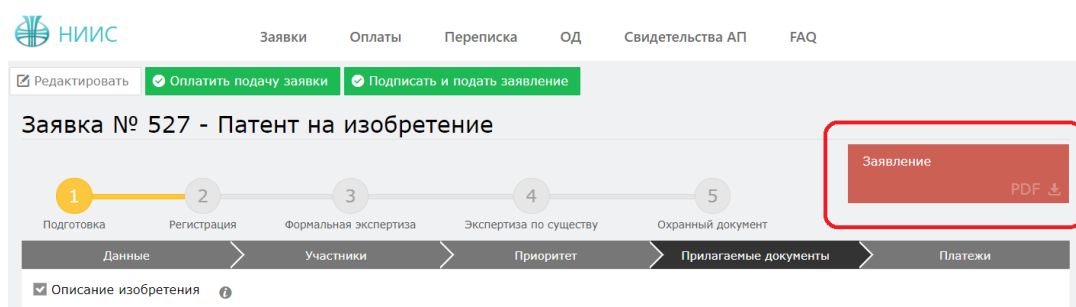 НИИС
Заявки Оплаты Переписка ОД Свидетельства АП FAQ
Редактировать Оплатить подачу заявки Подписать и подать заявление
Заявка № 527 - Патент на изобретение
Заявление
PDF
1 2 3 4 5
Подготовка Регистрация Формальная экспертиза Экспертиза по существу Охранный документ
Данные Участники Приоритет Прилагаемые документы Платежи
Описание изобретения i